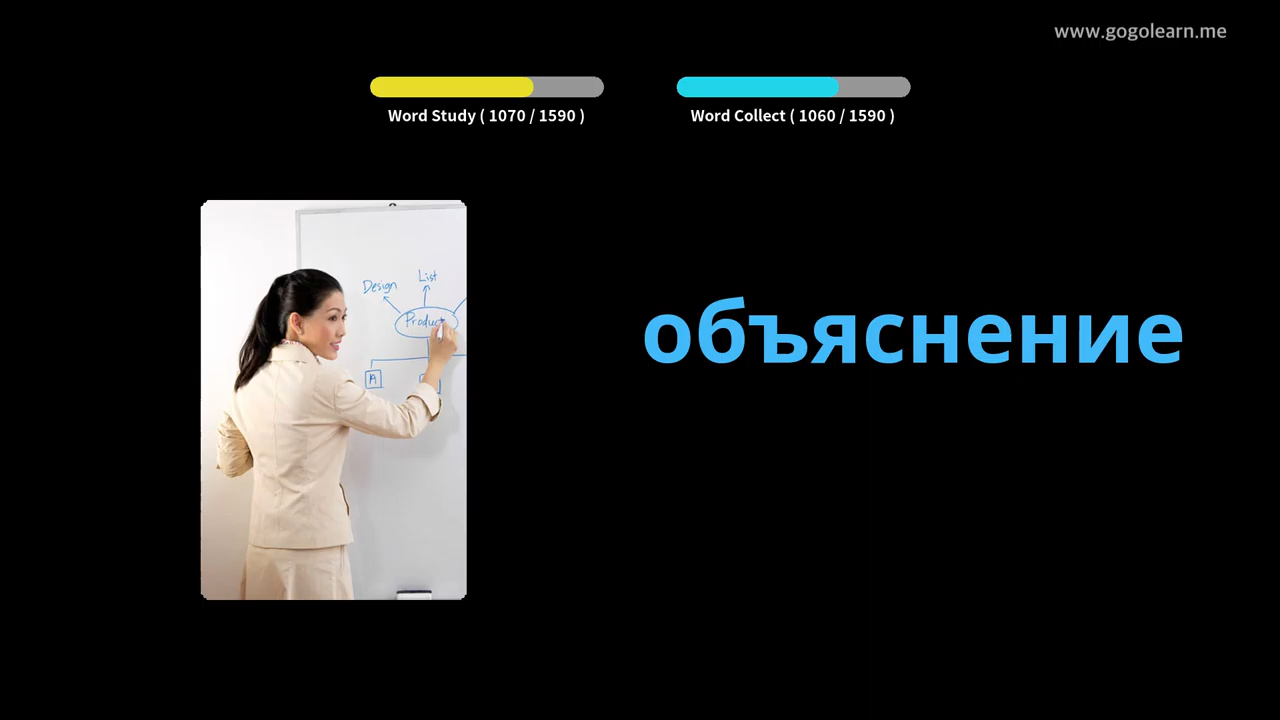 www.gogolearn.me
Word Study ( 1070 / 1590 )
Word Collect ( 1060 / 1590 )
List
Design
Product
A
объяснение